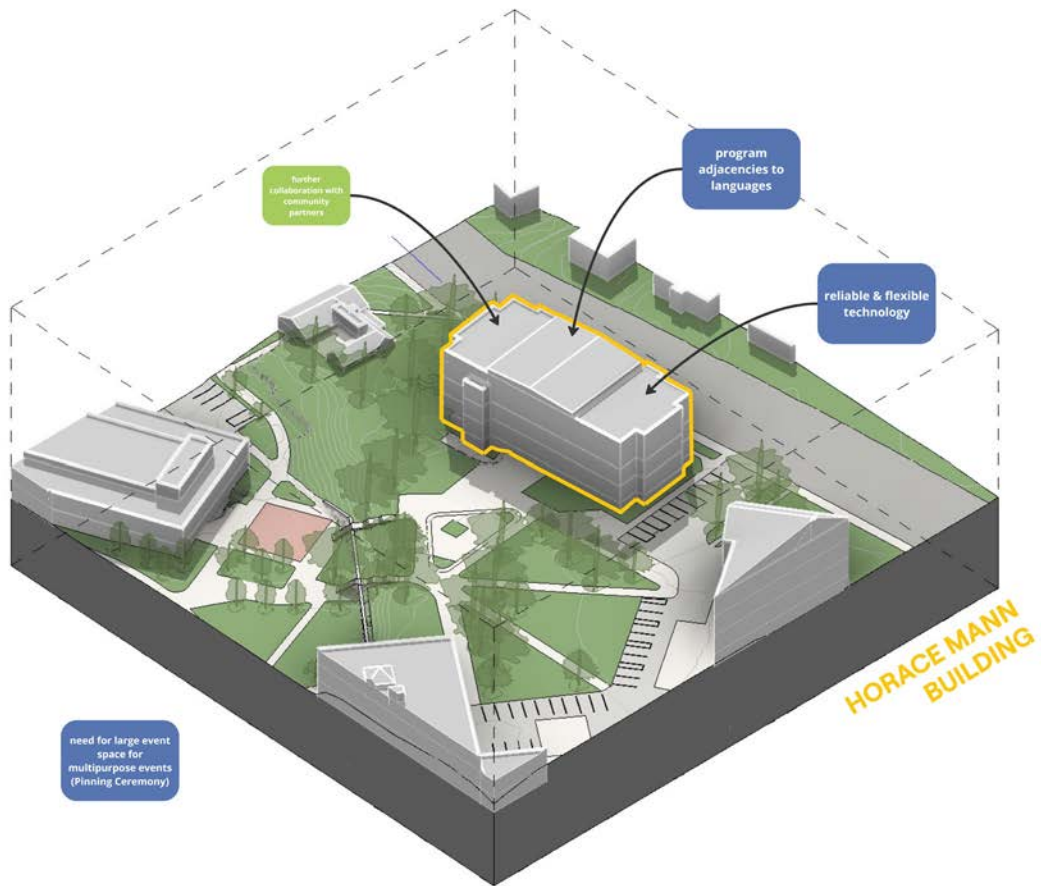 further
collaboration with
community
partners
program
adjacencies to
languages
reliable & flexible
technology
HORACE MANN
BUILDING
need for large event
space for
multipurpose events
(Pinning Ceremony)